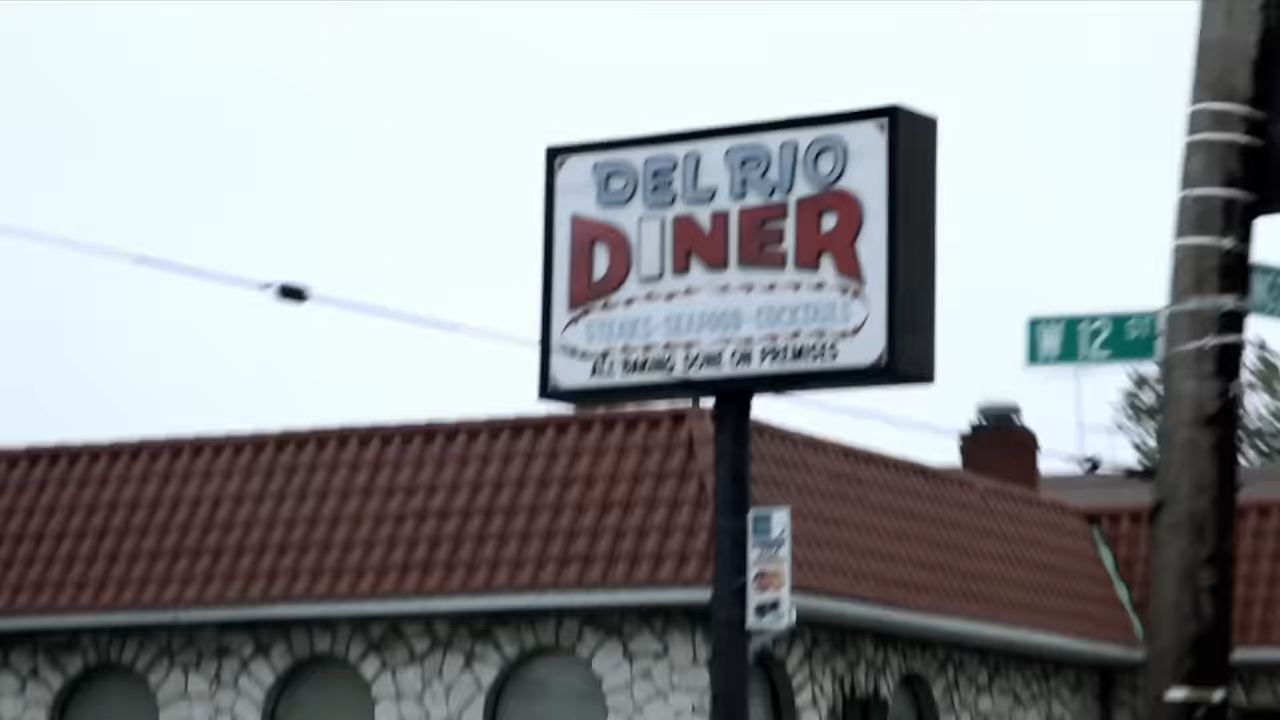 DEL RIO
DINER
STEAKS-SEAFOOD-COCKTAILS
ALL BAKING DONE ON PREMISES
W 12 ST